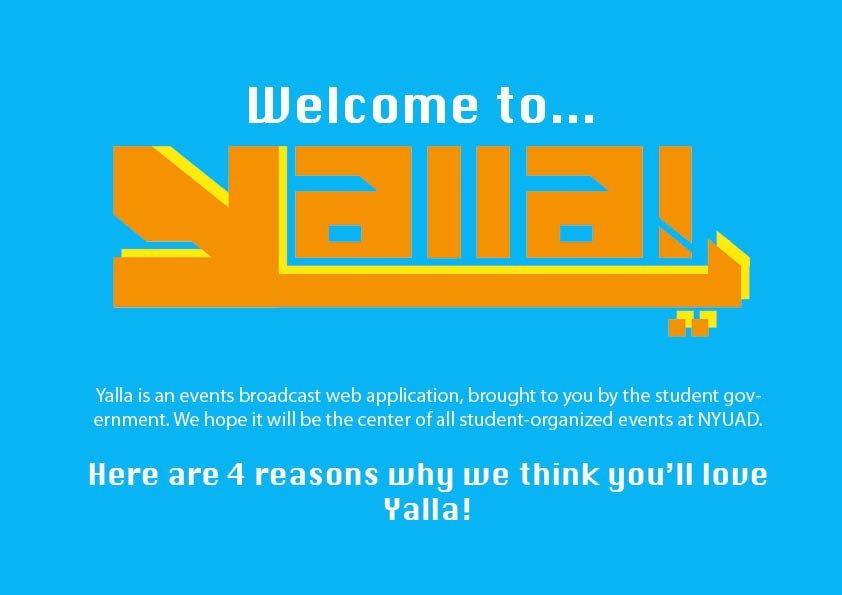 Welcome to...
Yalla!
Yalla is an events broadcast web application, brought to you by the student gov-
ernment. We hope it will be the center of all student-organized events at NYUAD.
Here are 4 reasons why we think you’ll love
Yalla!